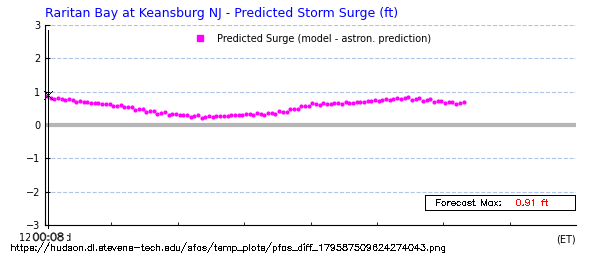 Raritan Bay at Keansburg NJ - Predicted Storm Surge (ft)
3
Predicted Surge (model - astron. prediction)
2
1
0
−1
−2
Forecast Max: 0.91 ft
−3
(ET)
https://hudson.dl.stevens-tech.edu/sfas/temp_plots/pfas_diff_179587509624274043.png